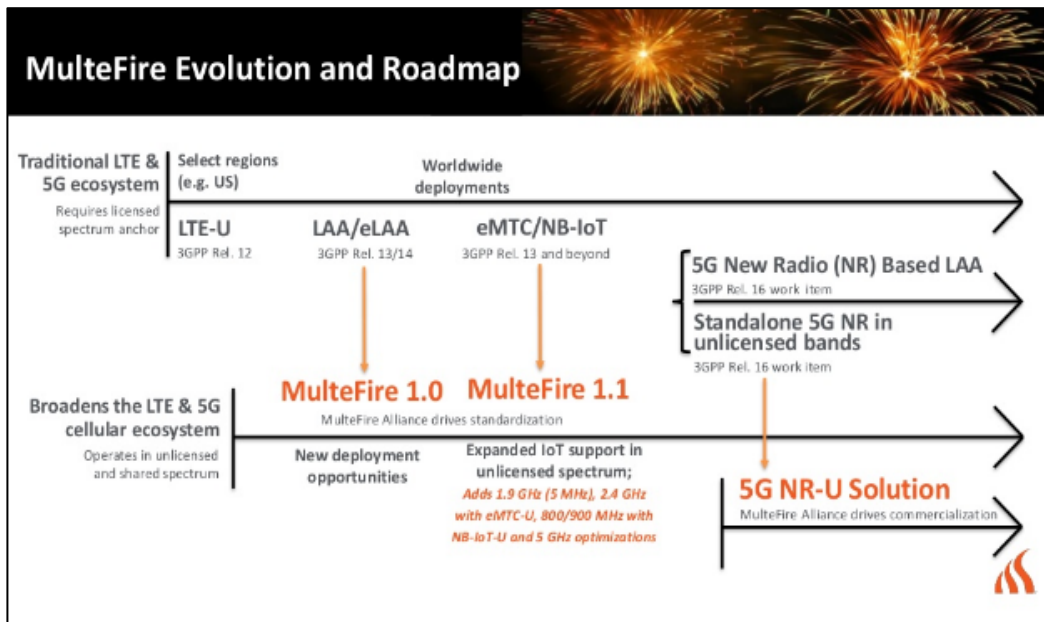 MulteFire Evolution and Roadmap
Traditional LTE &
5G ecosystem
Requires licensed
spectrum anchor
Select regions
(e.g. US)
Worldwide
deployments
LTE-U
3GPP Rel. 12
LAA/eLAA
3GPP Rel. 13/14
eMTC/NB-IoT
3GPP Rel. 13 and beyond
5G New Radio (NR) Based LAA
3GPP Rel. 16 work item
Standalone 5G NR in
unlicensed bands
3GPP Rel. 16 work item
Broadens the LTE & 5G
cellular ecosystem
Operates in unlicensed
and shared spectrum
MulteFire 1.0
MulteFire 1.1
MulteFire Alliance drives standardization
New deployment
opportunities
Expanded IoT support in
unlicensed spectrum;
Adds 1.9 GHz (5 MHz), 2.4 GHz
with eMTC-U, 800/900 MHz with
NB-IoT-U and 5 GHz optimizations
5G NR-U Solution
MulteFire Alliance drives commercialization